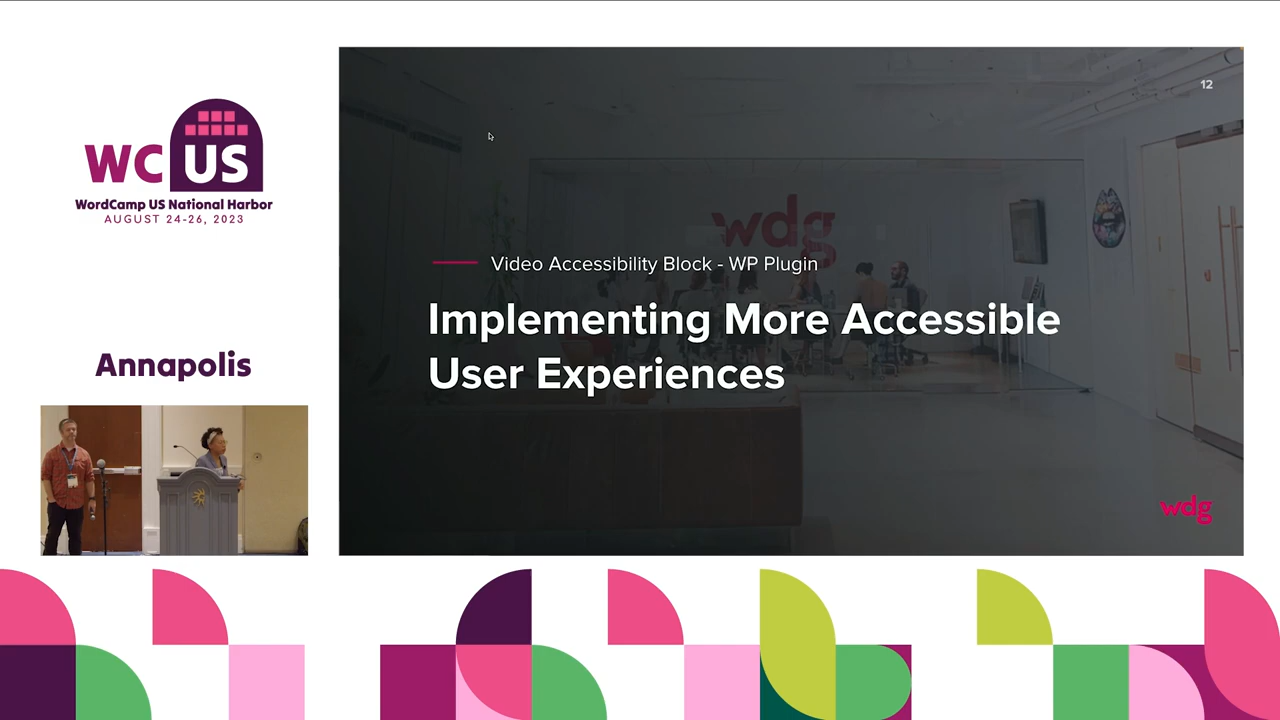 WC US
WordCamp US National Harbor
AUGUST 24-26, 2023
Annapolis
12
wdg
Video Accessibility Block - WP Plugin
Implementing More Accessible
User Experiences
wdg